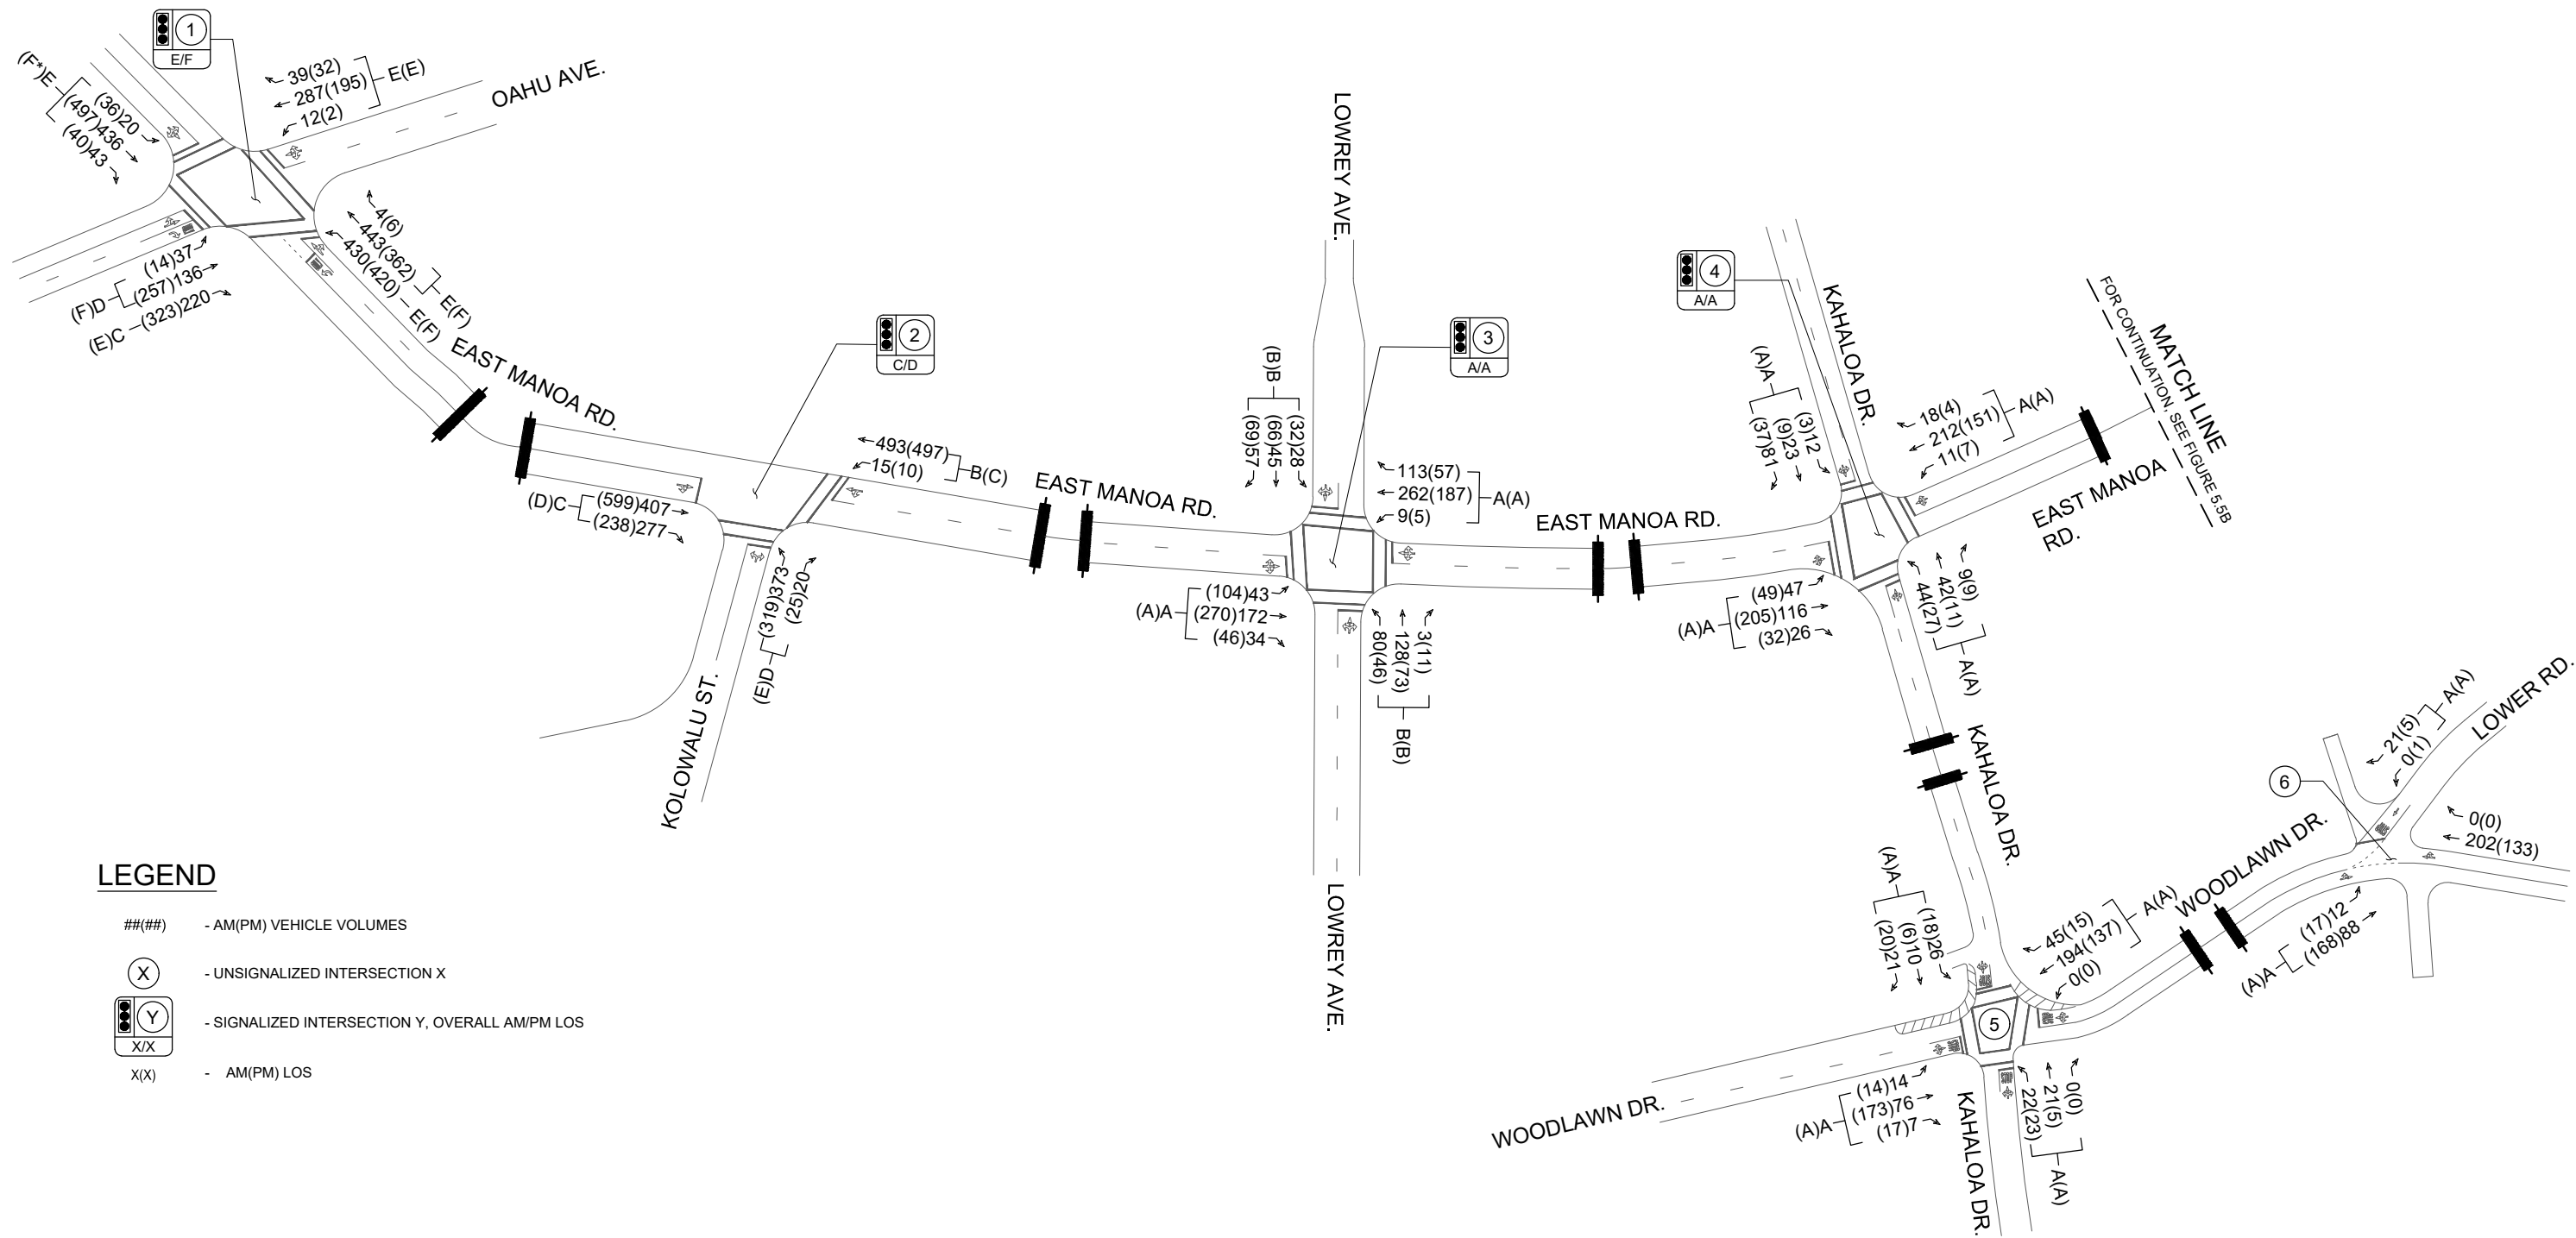 1
E/F
39(32)
287(195)
12(2)
E(E)
OAHU AVE.
(F*)E
(36)20
(497)436
(40)43
(14)37
(257)136
(F)D
(E)C
(323)220
4(6)
443(362)
430(420)
E(F)
E(F)
EAST MANOA RD.
2
C/D
493(497)
15(10)
B(C)
(D)C
(599)407
(238)277
(319)373
(25)20
(E)D
KOLOWALU ST.
EAST MANOA RD.
LOWREY AVE.
3
A/A
(B)B
(32)28
(66)45
(69)57
113(57)
262(187)
9(5)
A(A)
(A)A
(104)43
(270)172
(46)34
3(11)
128(73)
80(46)
B(B)
LOWREY AVE.
EAST MANOA RD.
4
A/A
KAHALOA DR.
(A)A
(3)12
(9)23
(37)81
18(4)
212(151)
11(7)
A(A)
(A)A
(49)47
(205)116
(32)26
9(9)
42(11)
44(27)
A(A)
EAST MANOA
RD.
MATCH LINE
FOR CONTINUATION, SEE FIGURE 5.5B
KAHALOA DR.
(A)A
(18)26
(6)10
(20)21
45(15)
194(137)
0(0)
A(A)
5
(A)A
(14)14
(173)76
(17)7
0(0)
21(5)
22(23)
A(A)
WOODLAWN DR.
KAHALOA DR.
WOODLAWN DR.
6
21(5)
0(1)
A(A)
LOWER RD.
0(0)
202(133)
(A)A
(17)12
(168)88
LEGEND
##(##) - AM(PM) VEHICLE VOLUMES
X - UNSIGNALIZED INTERSECTION X
Y
X/X
- SIGNALIZED INTERSECTION Y, OVERALL AM/PM LOS
X(X) - AM(PM) LOS